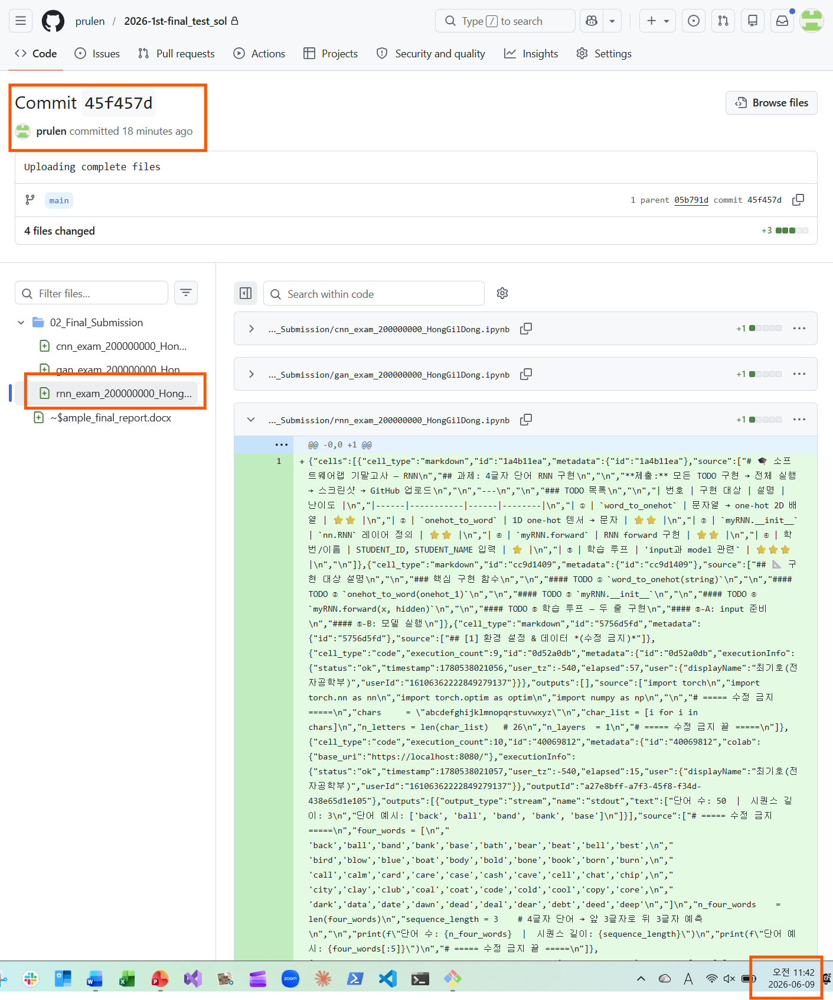 prulen / 2026-1st-final_test_sol
Type / to search
Code Issues Pull requests Actions Projects Security and quality Insights Settings
Commit 45f457d
Browse files
prulen committed 18 minutes ago
Uploading complete files
main
1 parent 05b791d commit 45f457d
4 files changed
+3
Filter files...
Search within code
02_Final_Submission
cnn_exam_200000000_Hon...
gan_exam_200000000_Hon
rnn_exam_200000000_Hong...
~$ample_final_report.docx
..._Submission/cnn_exam_200000000_HongGilDong.ipynb
+1
..._Submission/gan_exam_200000000_HongGilDong.ipynb
+1
..._Submission/rnn_exam_200000000_HongGilDong.ipynb
+1
@@ -0,0 +1 @@
1
+ {"cells":[{"cell_type":"markdown","id":"1a4b11ea","metadata":{"id":"1a4b11ea"},"source":["# 🎓 소프
트웨어랩 기말고사 — RNN\n","## 과제: 4글자 단어 RNN 구현\n","\n","**제출:** 모든 TODO 구현 → 전체 실행
→ 스크린샷 → GitHub 업로드\n","\n","---\n","\n","### TODO 목록\n","\n","| 번호 | 구현 대상 | 설명 |
난이도 |\n","|------|-----------|------|--------|\n","| ① | `word_to_onehot` | 문자열 → one-hot 2D 배
열 | ⭐⭐ |\n","| ② | `onehot_to_word` | 1D one-hot 텐서 → 문자 | ⭐⭐ |\n","| ③ | `myRNN.__init__`
| `nn.RNN` 레이어 정의 | ⭐⭐ |\n","| ④ | `myRNN.forward` | RNN forward 구현 | ⭐⭐ |\n","| ④ | 학
번/이름 | STUDENT_ID, STUDENT_NAME 입력 | ⭐ |\n","| ⑤ | 학습 루프 | 'input과 model 관련` | ⭐⭐⭐
|\n","\n"]},{"cell_type":"markdown","id":"cc9d1409","metadata":{"id":"cc9d1409"},"source":["## 📐 구
현 대상 설명\n","\n","### 핵심 구현 함수\n","\n","#### TODO ① `word_to_onehot(string)`\n","\n","####
TODO ② `onehot_to_word(onehot_1)`\n","\n","#### TODO ③ `myRNN.__init__`\n","\n","#### TODO ④
`myRNN.forward(x, hidden)`\n","\n","#### TODO ⑤ 학습 루프 — 두 줄 구현\n","#### ⑤-A: input 준비
\n","#### ⑤-B: 모델 실행\n"]},{"cell_type":"markdown","id":"5756d5fd","metadata":
{"id":"5756d5fd"},"source":["## [1] 환경 설정 & 데이터 *(수정 금지)*"]},
{"cell_type":"code","execution_count":9,"id":"0d52a0db","metadata":{"id":"0d52a0db","executionInfo":
{"status":"ok","timestamp":1780538021056,"user_tz":-540,"elapsed":57,"user":{"displayName":"최기호(전
자공학부)","userId":"16106362222849279137"}}},"outputs":[],"source":["import torch\n","import
torch.nn as nn\n","import torch.optim as optim\n","import numpy as np\n","\n","# ===== 수정 금지
=====\n","chars     = \"abcdefghijklmnopqrstuvwxyz\"\n","char_list = [i for i in
chars]\n","n_letters = len(char_list)   # 26\n","n_layers  = 1\n","# ===== 수정 금지 끝 =====\n"]},
{"cell_type":"code","execution_count":10,"id":"40069812","metadata":{"id":"40069812","colab":
{"base_uri":"https://localhost:8080/"},"executionInfo":
{"status":"ok","timestamp":1780538021057,"user_tz":-540,"elapsed":15,"user":{"displayName":"최기호(전
자공학부)","userId":"16106362222849279137"}},"outputId":"a27e8bff-a7f3-45f8-f34d-
438e65d1e105"},"outputs":[{"output_type":"stream","name":"stdout","text":["단어 수: 50  |  시퀀스 길
이: 3\n","단어 예시: ['back', 'ball', 'band', 'bank', 'base']\n"]}],"source":["# ===== 수정 금지
=====\n","four_words = [\n","
'back','ball','band','bank','base','bath','bear','beat','bell','best',\n","
'bird','blow','blue','boat','body','bold','bone','book','born','burn',\n","
'call','calm','card','care','case','cash','cave','cell','chat','chip',\n","
'city','clay','club','coal','coat','code','cold','cool','copy','core',\n","
'dark','data','date','dawn','dead','deal','dear','debt','deed','deep'\n","]\n","n_four_words    =
len(four_words)\n","sequence_length = 3    # 4글자 단어 → 앞 3글자로 뒤 3글자 예측
\n","\n","print(f\"단어 수: {n_four_words}  |  시퀀스 길이: {sequence_length}\")\n","print(f\"단어 예
시: {four_words[:5]}\")\n","# ===== 수정 금지 끝 =====\n"]},
zoom
A
오전 11:42
2026-06-09